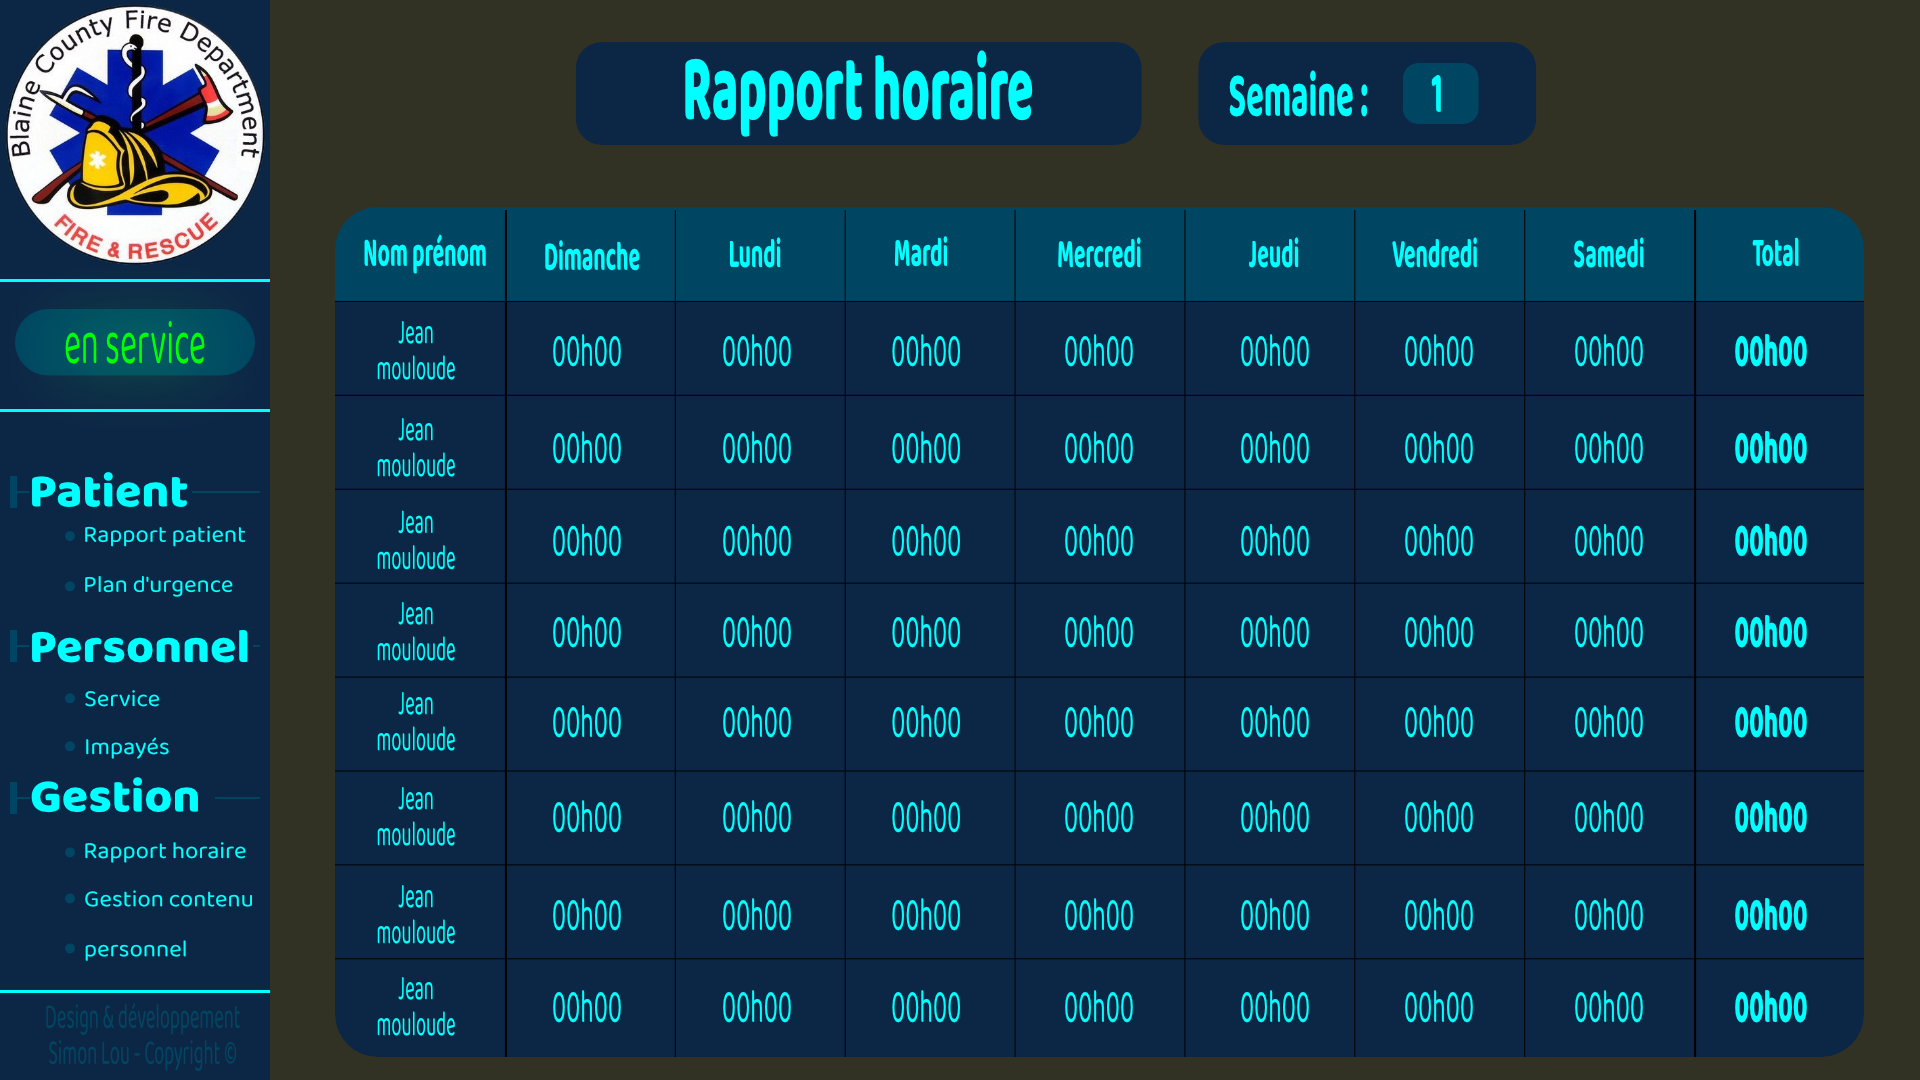 Blaine County Fire Department
FIRE & RESCUE
en service
Patient
Rapport patient
Plan d'urgence
Personnel
Service
Impayés
Gestion
Rapport horaire
Gestion contenu
personnel
Design & développement
Simon Lou - Copyright ©
Rapport horaire
Semaine : 1
Nom prénom Dimanche Lundi Mardi Mercredi Jeudi Vendredi Samedi Total
Jean
mouloude 00h00 00h00 00h00 00h00 00h00 00h00 00h00 00h00
Jean
mouloude 00h00 00h00 00h00 00h00 00h00 00h00 00h00 00h00
Jean
mouloude 00h00 00h00 00h00 00h00 00h00 00h00 00h00 00h00
Jean
mouloude 00h00 00h00 00h00 00h00 00h00 00h00 00h00 00h00
Jean
mouloude 00h00 00h00 00h00 00h00 00h00 00h00 00h00 00h00
Jean
mouloude 00h00 00h00 00h00 00h00 00h00 00h00 00h00 00h00
Jean
mouloude 00h00 00h00 00h00 00h00 00h00 00h00 00h00 00h00
Jean
mouloude 00h00 00h00 00h00 00h00 00h00 00h00 00h00 00h00